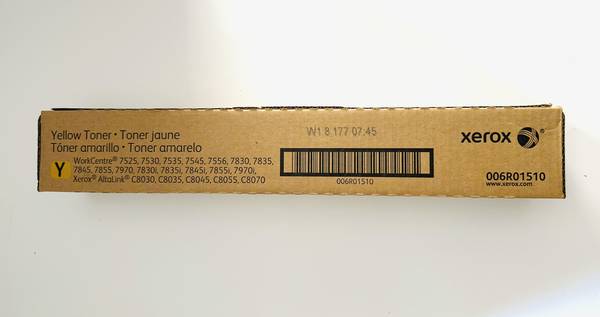 Yellow Toner • Toner jaune
Tóner amarillo • Toner amarelo
Y
WorkCentre® 7525, 7530, 7535, 7545, 7556, 7830, 7835,
7845, 7855, 7970, 7830i, 7835i, 7845i, 7855i, 7970i,
Xerox® AltaLink® C8030, C8035, C8045, C8055, C8070
W1 8 177 07:45
006R01510
xerox
006R01510
www.xerox.com